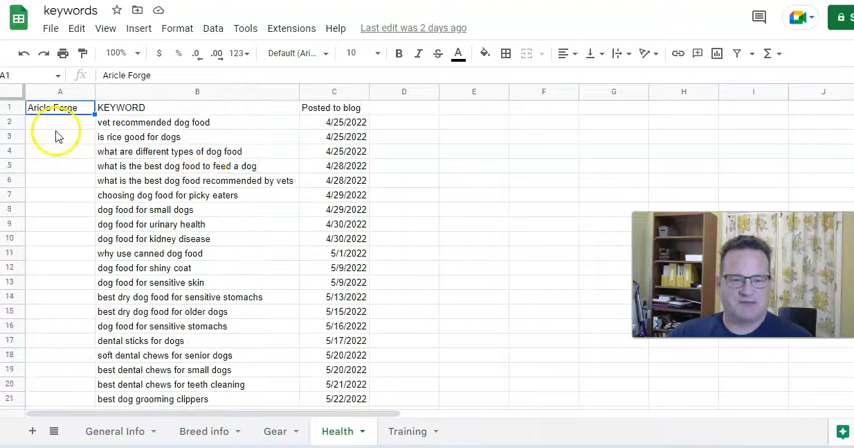 keywords
File Edit View Insert Format Data Tools Extensions Help Last edit was 2 days ago
100% $ % .0 .00 123 Default (Ari... 10 B I S A
A1 fx Aricle Forge
A B C D E F G H I J
1 Aricle Forge KEYWORD Posted to blog
2 vet recommended dog food 4/25/2022
3 is rice good for dogs 4/25/2022
4 what are different types of dog food 4/25/2022
5 what is the best dog food to feed a dog 4/28/2022
6 what is the best dog food recommended by vets 4/28/2022
7 choosing dog food for picky eaters 4/29/2022
8 dog food for small dogs 4/29/2022
9 dog food for urinary health 4/30/2022
10 dog food for kidney disease 4/30/2022
11 why use canned dog food 5/1/2022
12 dog food for shiny coat 5/9/2022
13 dog food for sensitive skin 5/9/2022
14 best dry dog food for sensitive stomachs 5/13/2022
15 best dry dog food for older dogs 5/15/2022
16 dog food for sensitive stomachs 5/16/2022
17 dental sticks for dogs 5/17/2022
18 soft dental chews for senior dogs 5/20/2022
19 best dental chews for small dogs 5/20/2022
20 best dental chews for teeth cleaning 5/21/2022
21 best dog grooming clippers 5/22/2022
General Info Breed info Gear Health Training